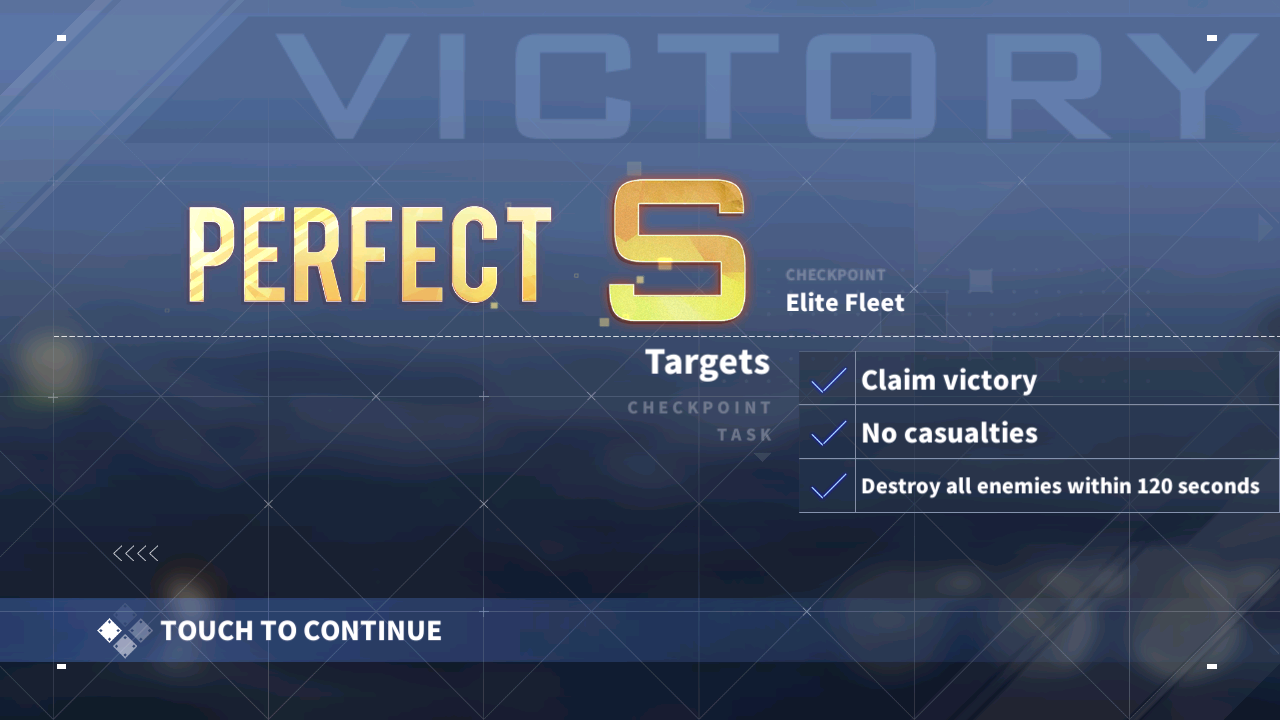 VICTORY
PERFECT S
CHECKPOINT
Elite Fleet
Targets
CHECKPOINT
TASK
Claim victory
No casualties
Destroy all enemies within 120 seconds
TOUCH TO CONTINUE